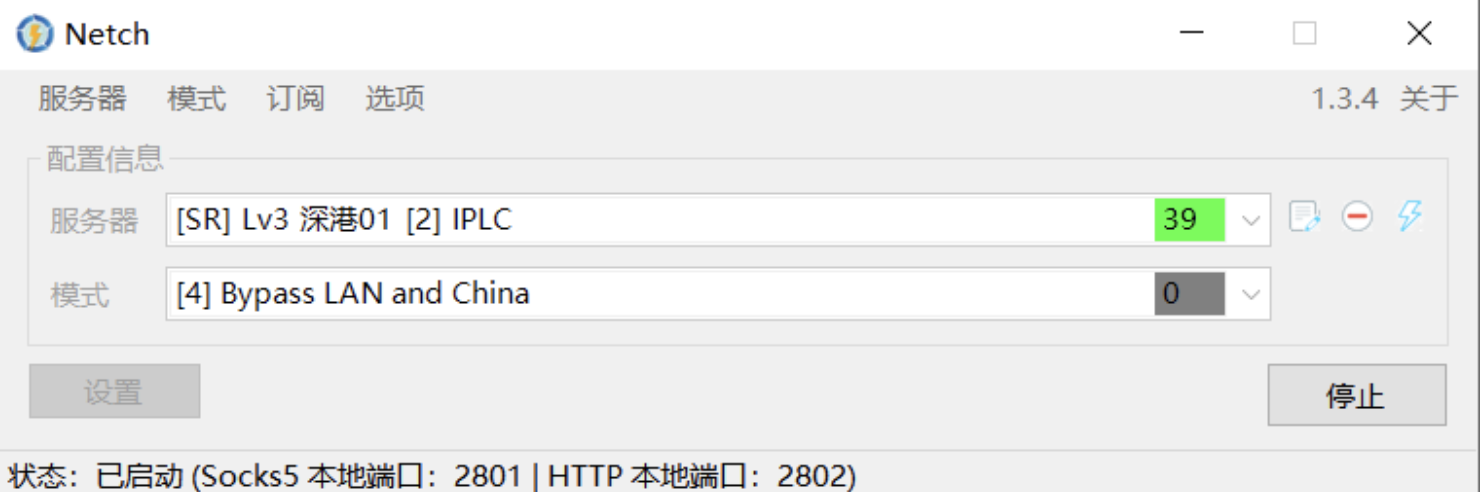 Netch
服务器 模式 订阅 选项 1.3.4 关于
配置信息
服务器 [SR] Lv3 深港01 [2] IPLC 39
模式 [4] Bypass LAN and China 0
设置 停止
状态：已启动 (Socks5 本地端口：2801 | HTTP 本地端口：2802)